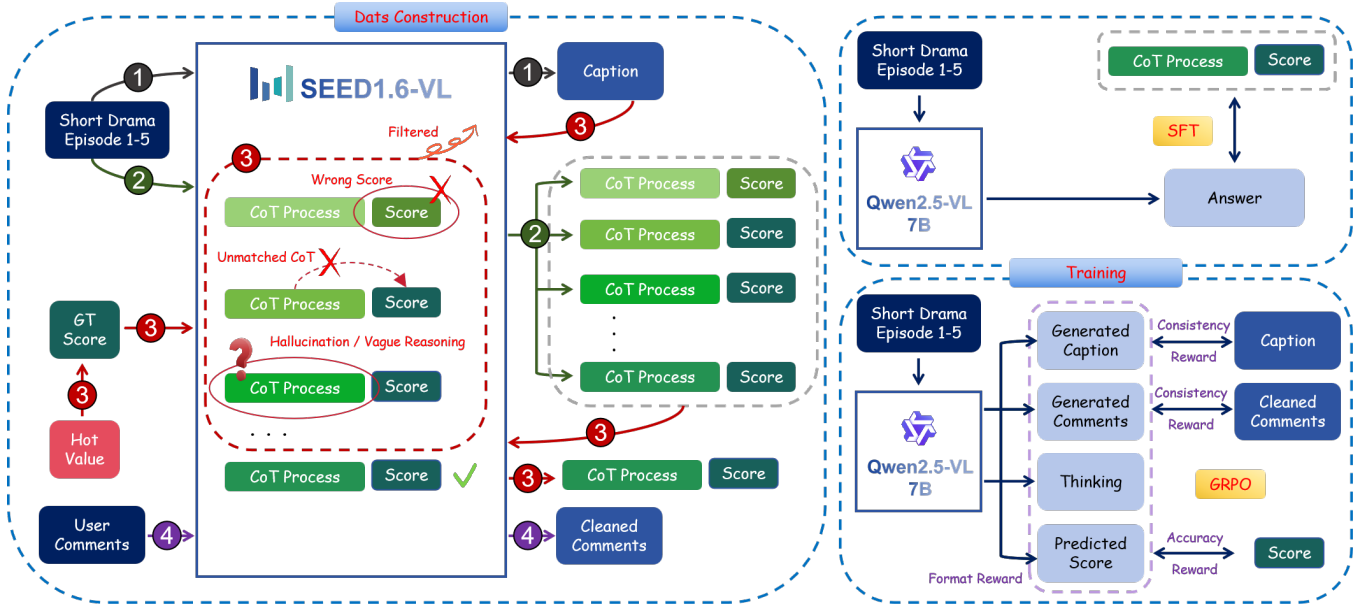 Dats Construction
SEED1.6-VL
1
Short Drama
Episode 1-5
2
1
Caption
3
Filtered
3
Wrong Score
CoT Process
Score
Unmatched CoT
CoT Process
Score
Hallucination / Vague Reasoning
?
CoT Process
Score
. . .
CoT Process
Score
GT
Score
3
3
Hot
Value
User
Comments
4
2
CoT Process
Score
CoT Process
Score
CoT Process
Score
.
.
.
CoT Process
Score
3
3
CoT Process
Score
4
Cleaned
Comments
Short Drama
Episode 1-5
Qwen2.5-VL
7B
CoT Process
Score
SFT
Answer
Training
Short Drama
Episode 1-5
Qwen2.5-VL
7B
Generated
Caption
Consistency
Reward
Caption
Generated
Comments
Consistency
Reward
Cleaned
Comments
Thinking
GRPO
Predicted
Score
Accuracy
Reward
Score
Format Reward